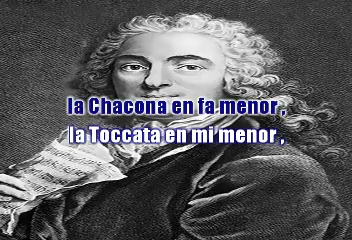 la Chacona en fa menor ,
la Toccata en mi menor ,